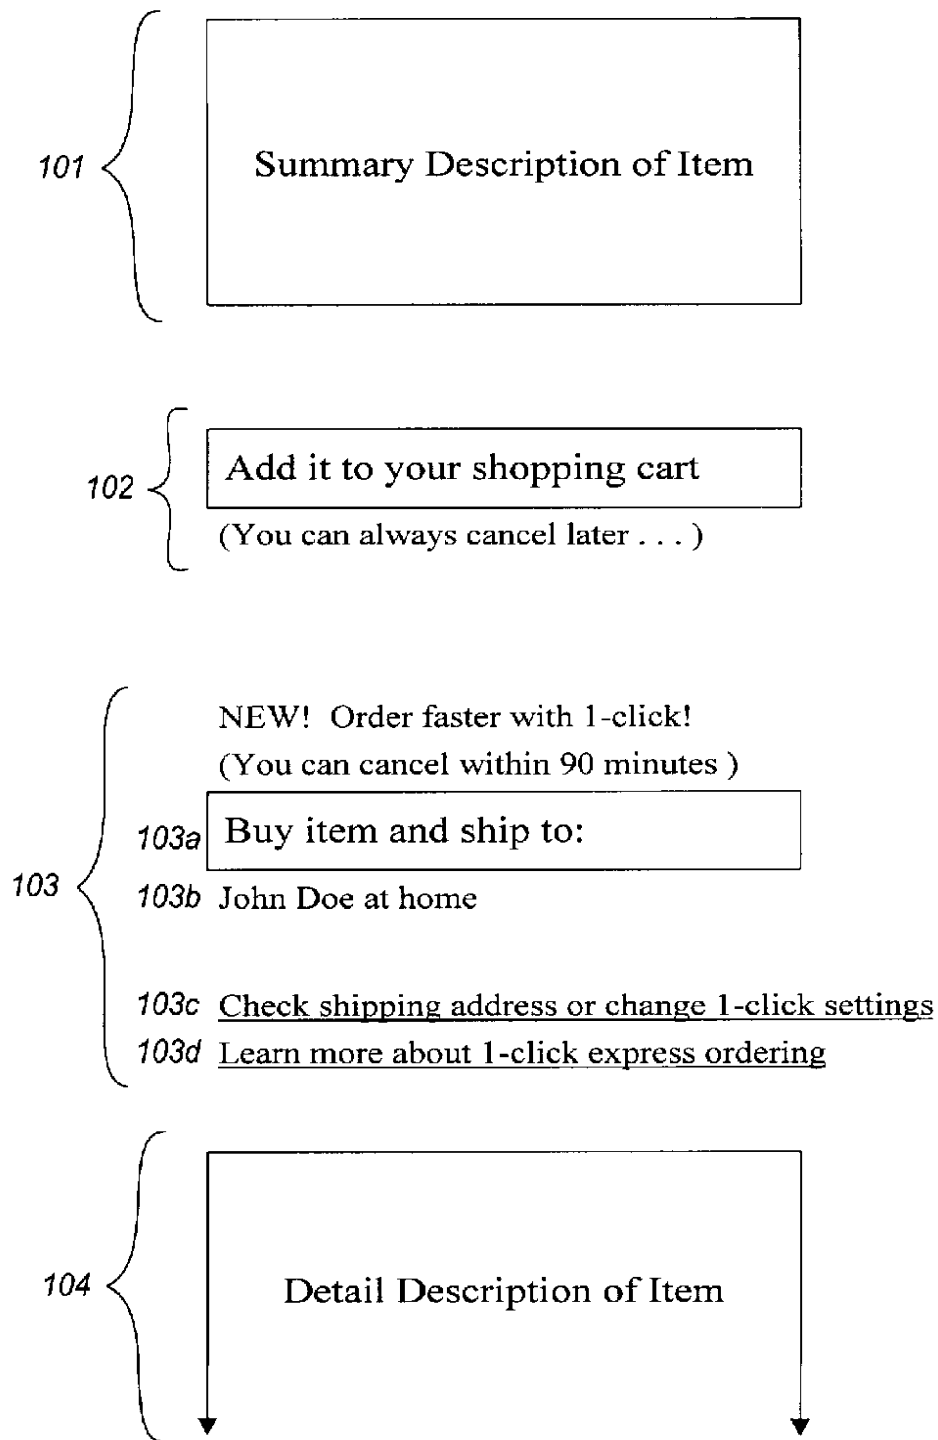 101 Summary Description of Item
102 Add it to your shopping cart
(You can always cancel later . . . )
NEW! Order faster with 1-click!
(You can cancel within 90 minutes )
103a Buy item and ship to:
103
103b John Doe at home
103c Check shipping address or change 1-click settings
103d Learn more about 1-click express ordering
104 Detail Description of Item